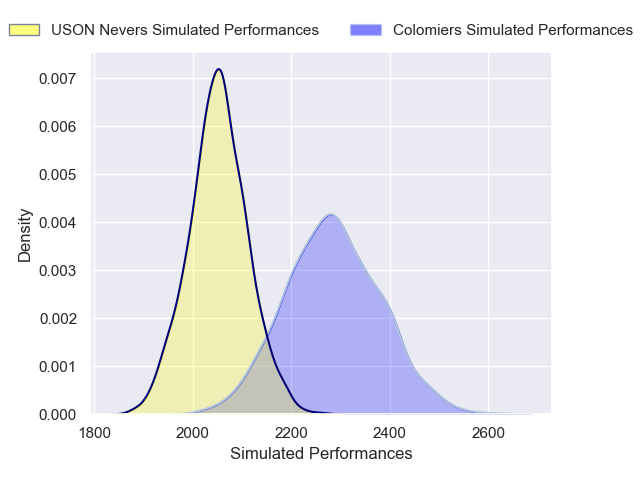 USON Nevers Simulated Performances
Colomiers Simulated Performances
0.007
0.006
0.005
0.004
0.003
0.002
0.001
0.000
Density
1800 2000 2200 2400 2600
Simulated Performances